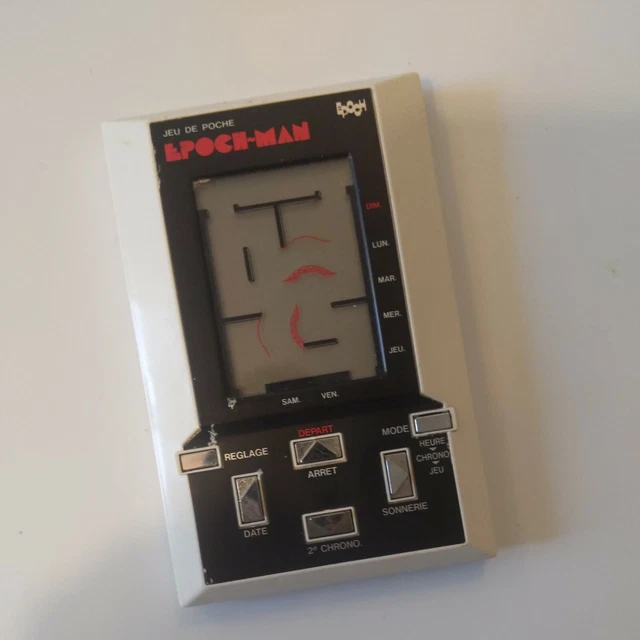 JEU DE POCHE
EPOCH-MAN
EPOCH
DIM.
LUN.
MAR.
MER.
JEU.
SAM. VEN.
DEPART
MODE
REGLAGE
HEURE
ARRET
CHRONO
JEU
SONNERIE
DATE
2e CHRONO.